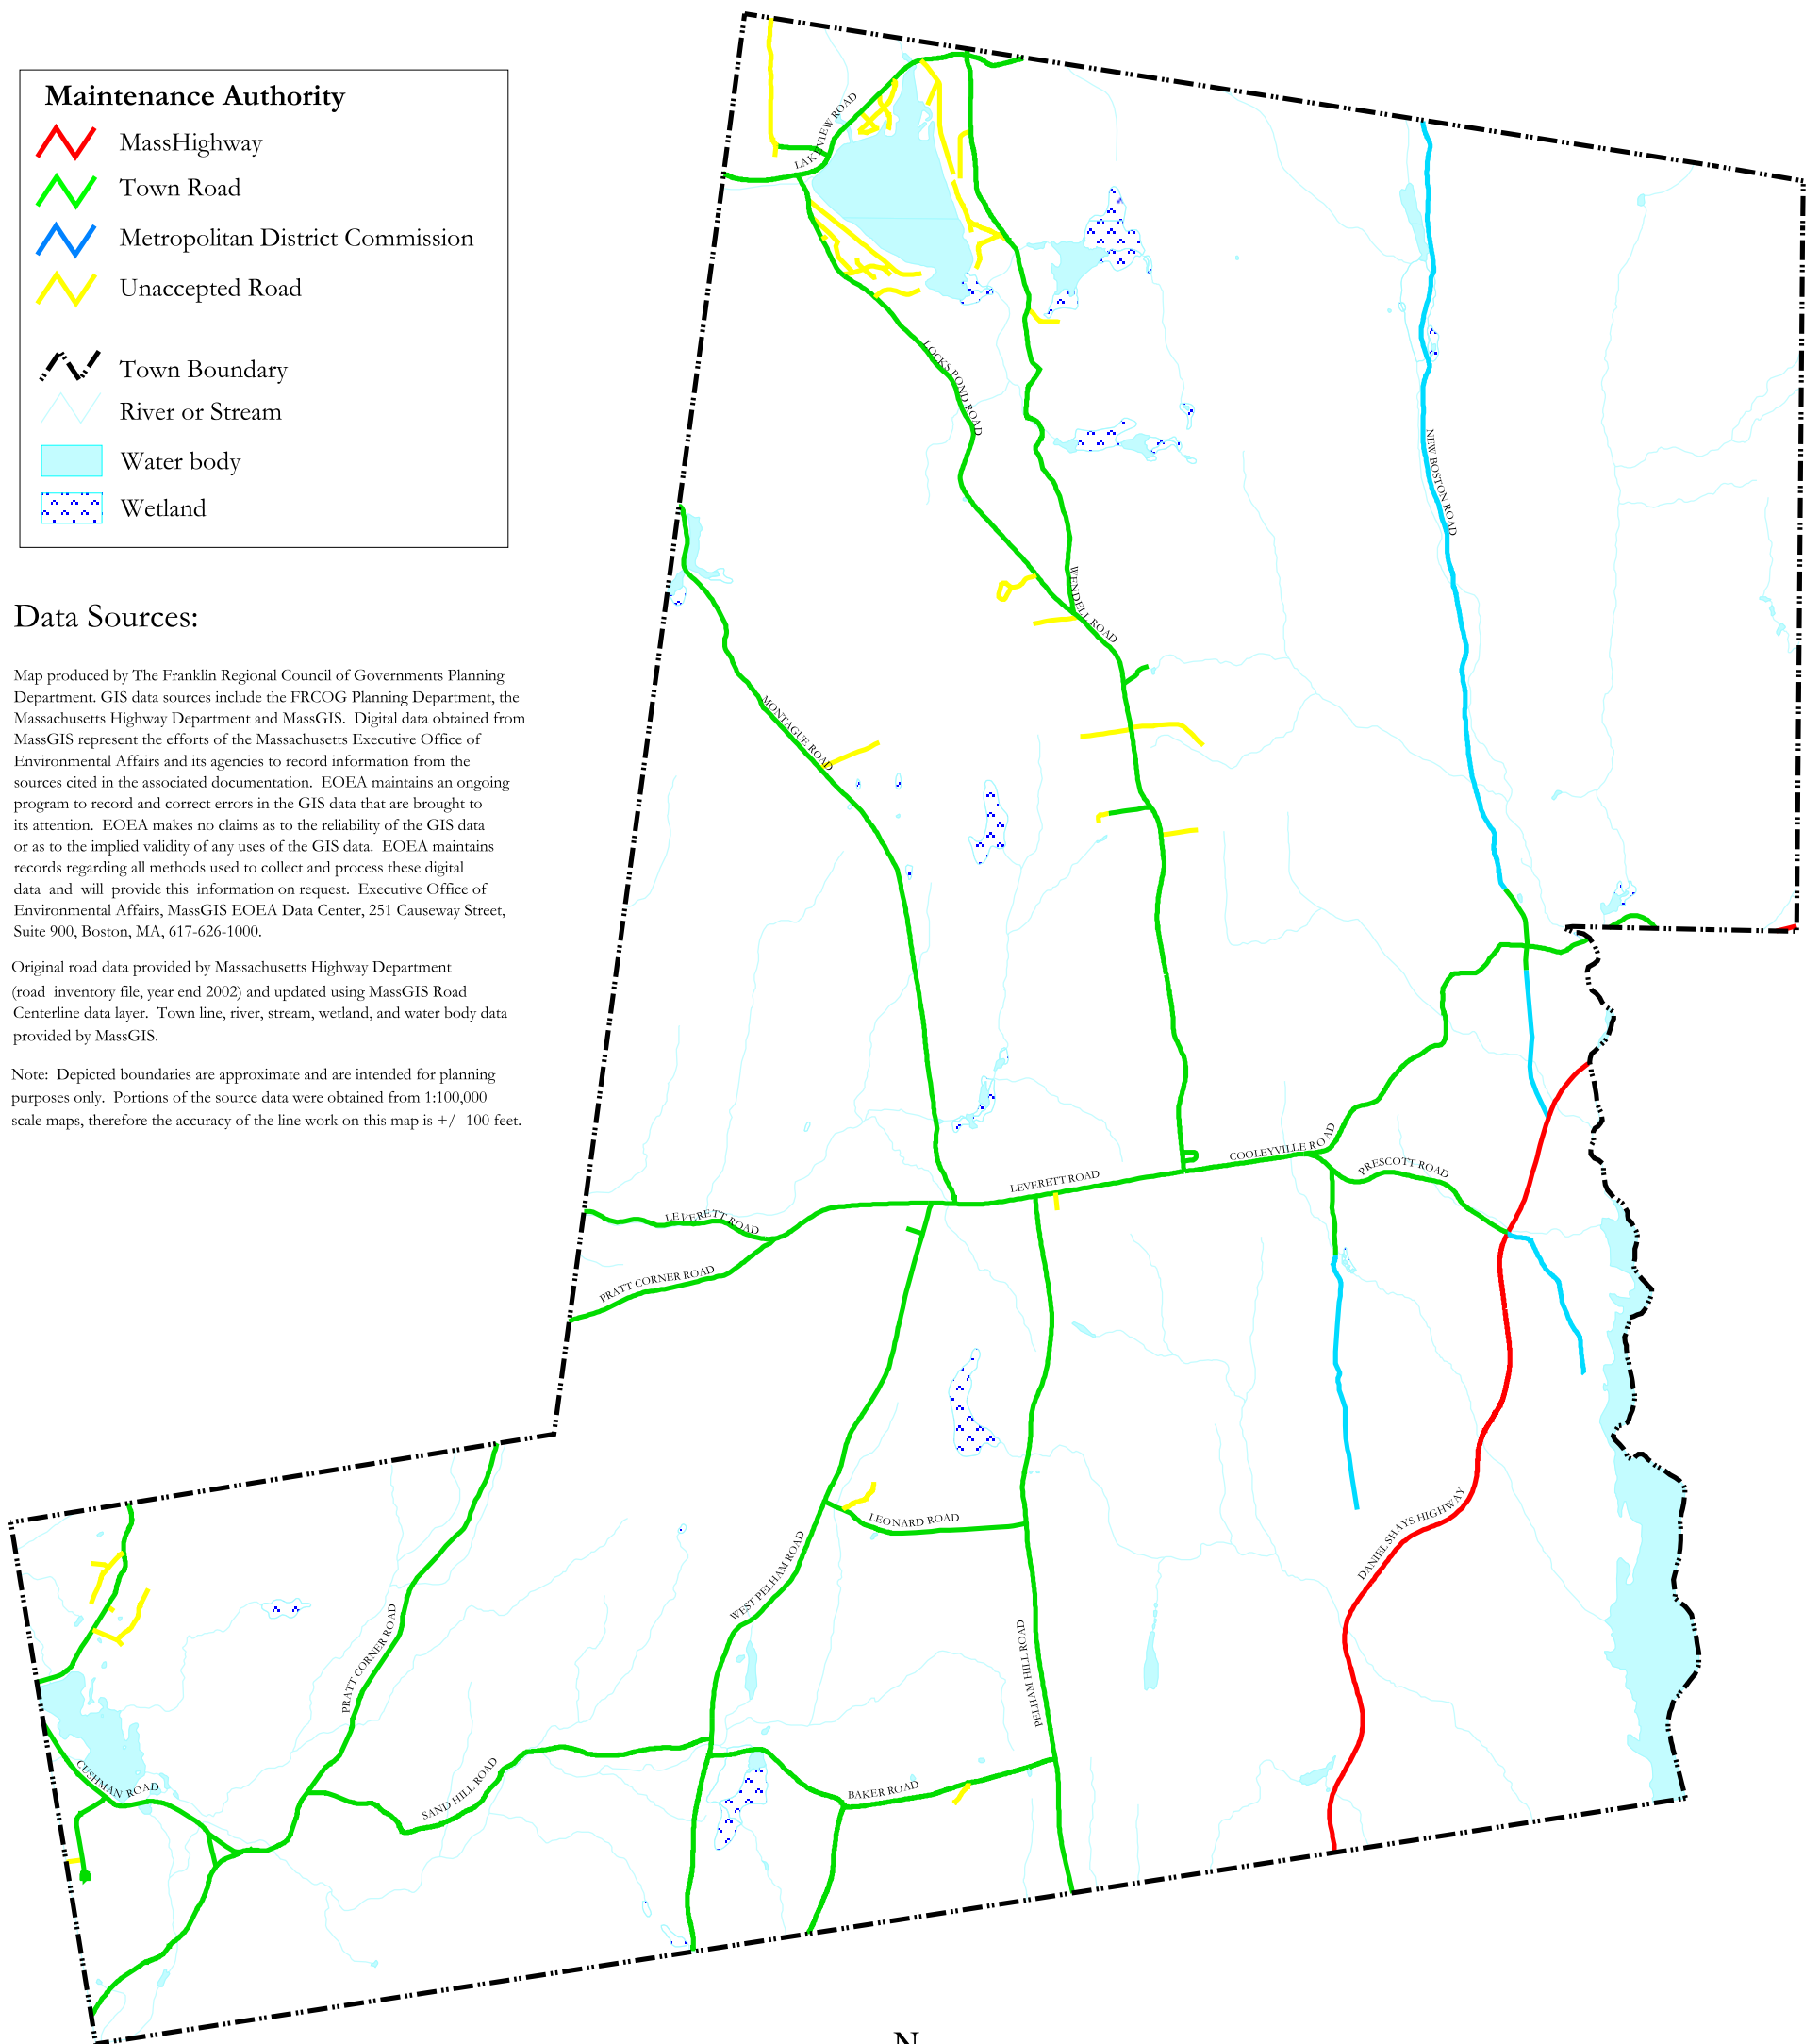 Maintenance Authority
MassHighway
Town Road
Metropolitan District Commission
Unaccepted Road
Town Boundary
River or Stream
Water body
Wetland
Data Sources:
Map produced by The Franklin Regional Council of Governments Planning
Department. GIS data sources include the FRCOG Planning Department, the
Massachusetts Highway Department and MassGIS.  Digital data obtained from
MassGIS represent the efforts of the Massachusetts Executive Office of
Environmental Affairs and its agencies to record information from the
sources cited in the associated documentation.  EOEA maintains an ongoing
program to record and correct errors in the GIS data that are brought to
its attention.  EOEA makes no claims as to the reliability of the GIS data
or as to the implied validity of any uses of the GIS data.  EOEA maintains
records regarding all methods used to collect and process these digital
data  and  will  provide this  information on request.  Executive Office of
Environmental Affairs, MassGIS EOEA Data Center, 251 Causeway Street,
Suite 900, Boston, MA, 617-626-1000.
Original road data provided by Massachusetts Highway Department
(road  inventory file, year end 2002) and updated using MassGIS Road
Centerline data layer.  Town line, river, stream, wetland, and water body data
provided by MassGIS.
Note:  Depicted boundaries are approximate and are intended for planning
purposes only.  Portions of the source data were obtained from 1:100,000
scale maps, therefore the accuracy of the line work on this map is +/- 100 feet.
LAKEVIEW ROAD
LOCKS POND ROAD
NEW BOSTON ROAD
WENDELL ROAD
MONTAGUE ROAD
COOLEYVILLE ROAD
PRESCOTT ROAD
LEVERETT ROAD
LEVERETT ROAD
PRATT CORNER ROAD
DANIEL SHAYS HIGHWAY
LEONARD ROAD
WEST PELHAM ROAD
PELHAM HILL ROAD
PRATT CORNER ROAD
CUSHMAN ROAD
SAND HILL ROAD
BAKER ROAD
N